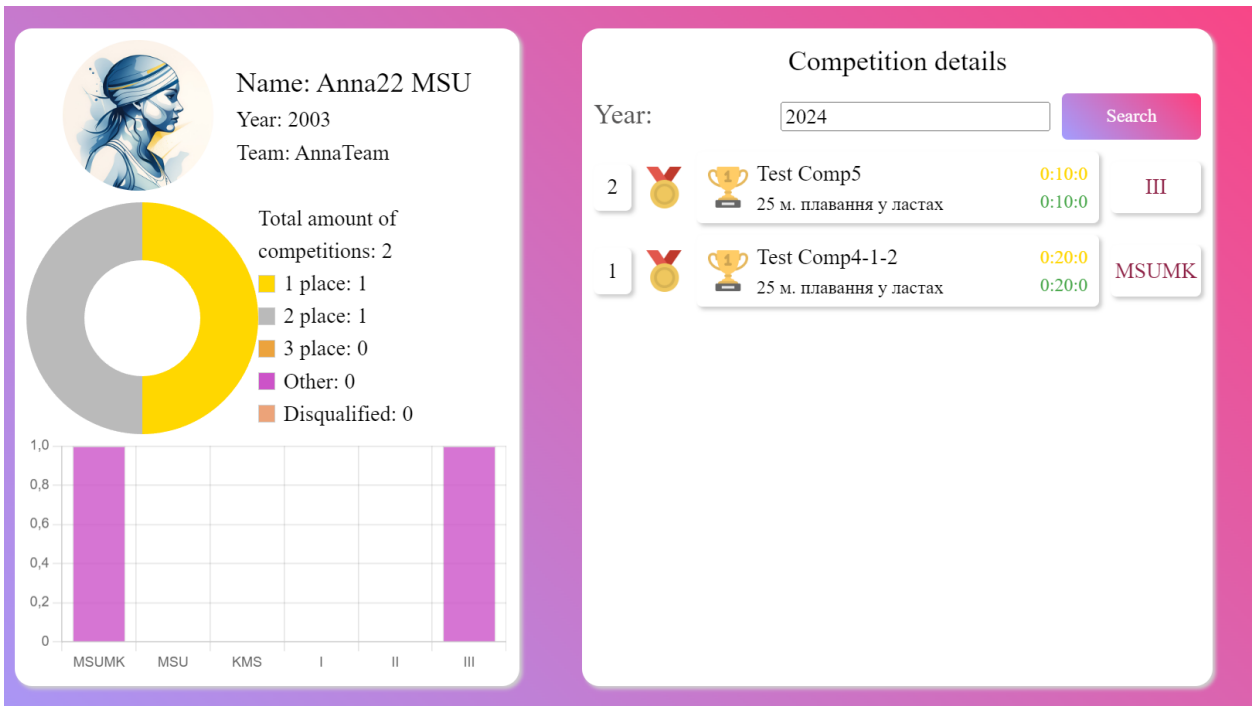 Name: Anna22 MSU
Year: 2003
Team: AnnaTeam
Total amount of
competitions: 2
1 place: 1
2 place: 1
3 place: 0
Other: 0
Disqualified: 0
1,0
0,8
0,6
0,4
0,2
0
MSUMK MSU KMS I II III
Competition details
Year: 2024 Search
2 1 Test Comp5 0:10:0 III
25 м. плавання у ластах 0:10:0
1 1 Test Comp4-1-2 0:20:0 MSUMK
25 м. плавання у ластах 0:20:0